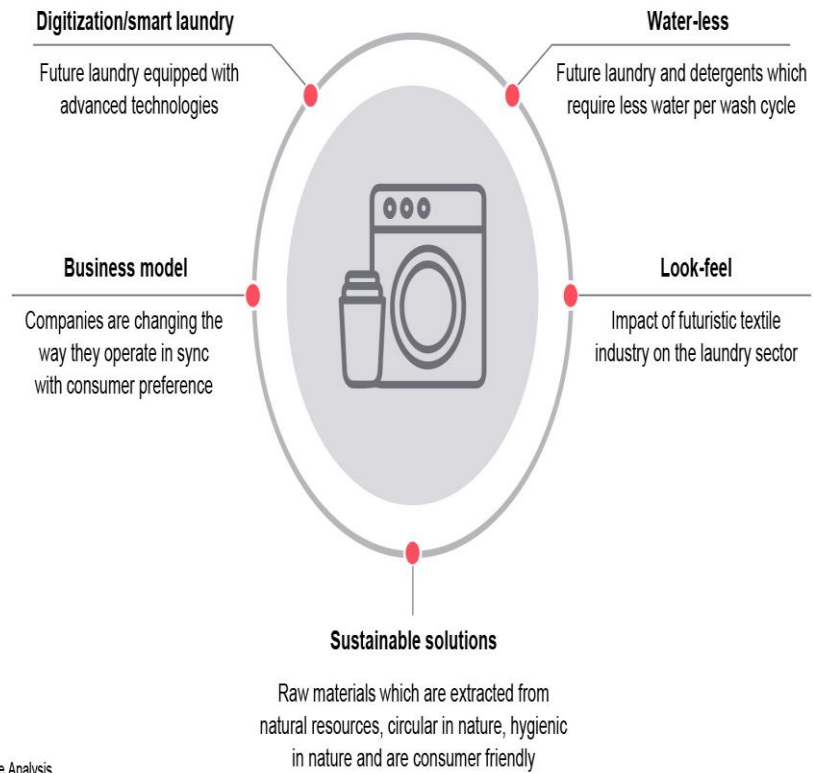 Digitization/smart laundry
Future laundry equipped with
advanced technologies
Water-less
Future laundry and detergents which
require less water per wash cycle
Business model
Companies are changing the
way they operate in sync
with consumer preference
Look-feel
Impact of futuristic textile
industry on the laundry sector
Sustainable solutions
Raw materials which are extracted from
natural resources, circular in nature, hygienic
in nature and are consumer friendly
Analysis